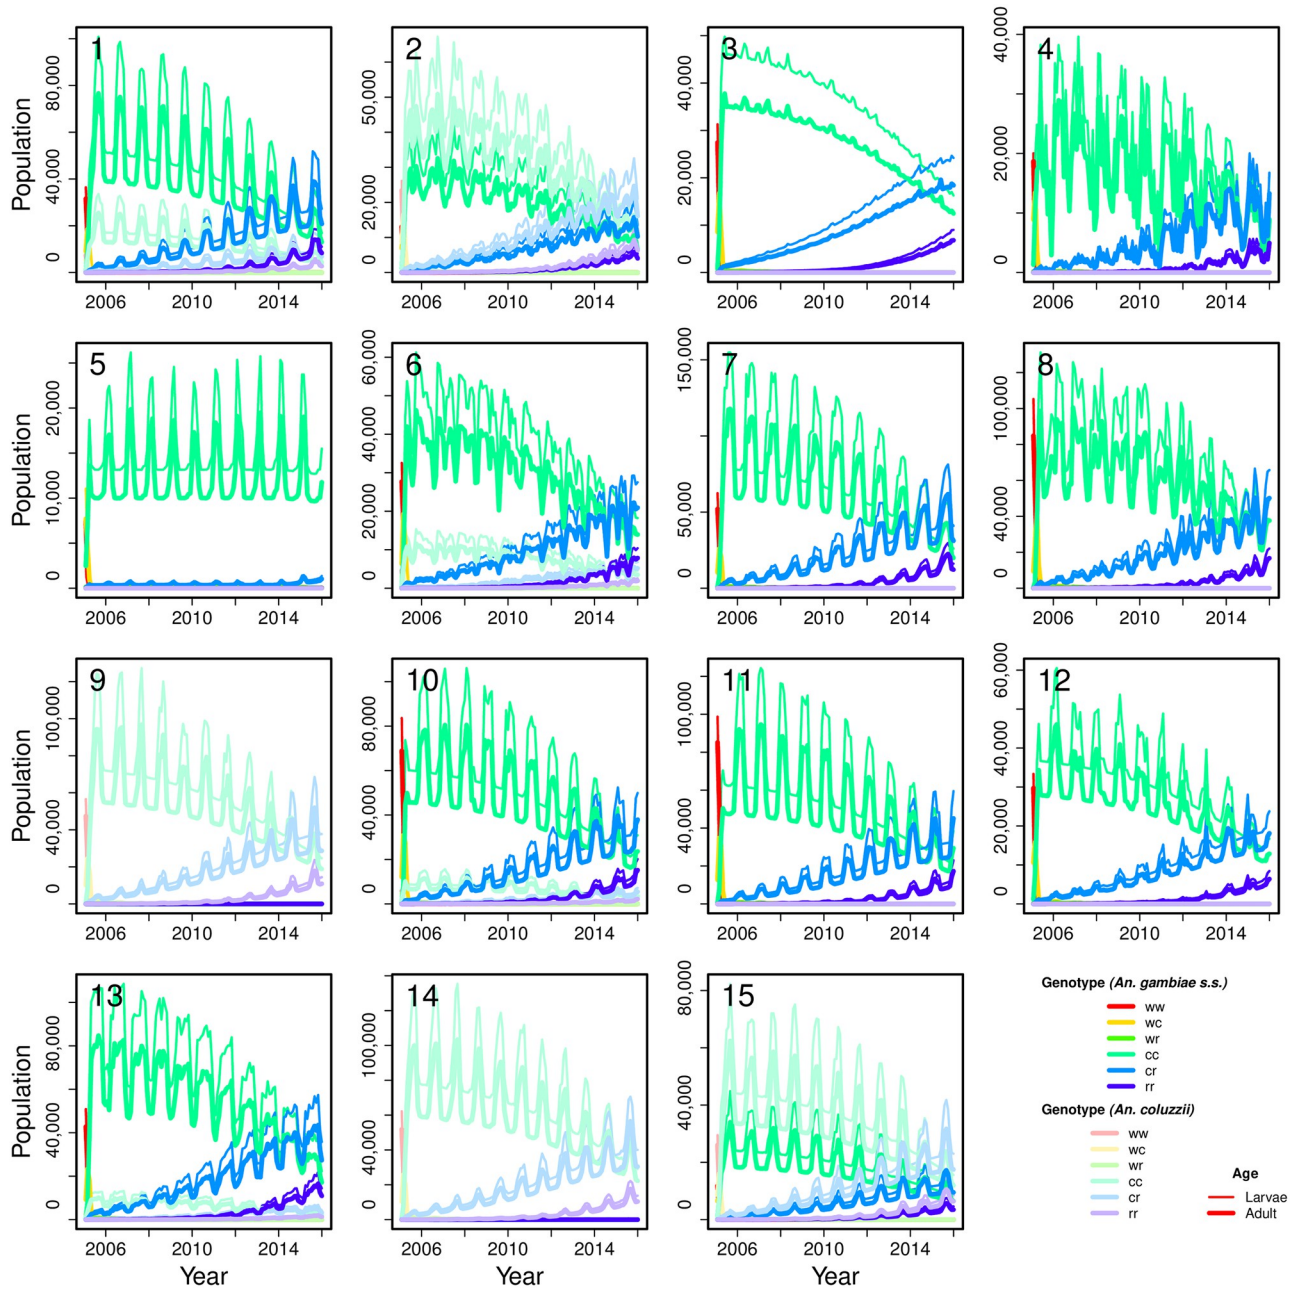 1
2
3
4
Population
0
40,000
80,000
0
20,000
50,000
0
20,000
40,000
0
20,000
40,000
2006 2010 2014
2006 2010 2014
2006 2010 2014
2006 2010 2014
5
6
7
8
Population
0
10,000
20,000
0
20,000
40,000
60,000
0
50,000
150,000
0
40,000
100,000
2006 2010 2014
2006 2010 2014
2006 2010 2014
2006 2010 2014
9
10
11
12
Population
0
40,000
100,000
0
40,000
80,000
0
40,000
100,000
0
20,000
40,000
60,000
2006 2010 2014
2006 2010 2014
2006 2010 2014
2006 2010 2014
13
14
15
Population
0
40,000
80,000
0
40,000
100,000
0
40,000
80,000
2006 2010 2014
2006 2010 2014
2006 2010 2014
Year
Year
Year
Genotype (An. gambiae s.s.)
ww
wc
wr
cc
cr
rr
Genotype (An. coluzzii)
ww
wc
wr
cc
cr
rr
Age
Larvae
Adult